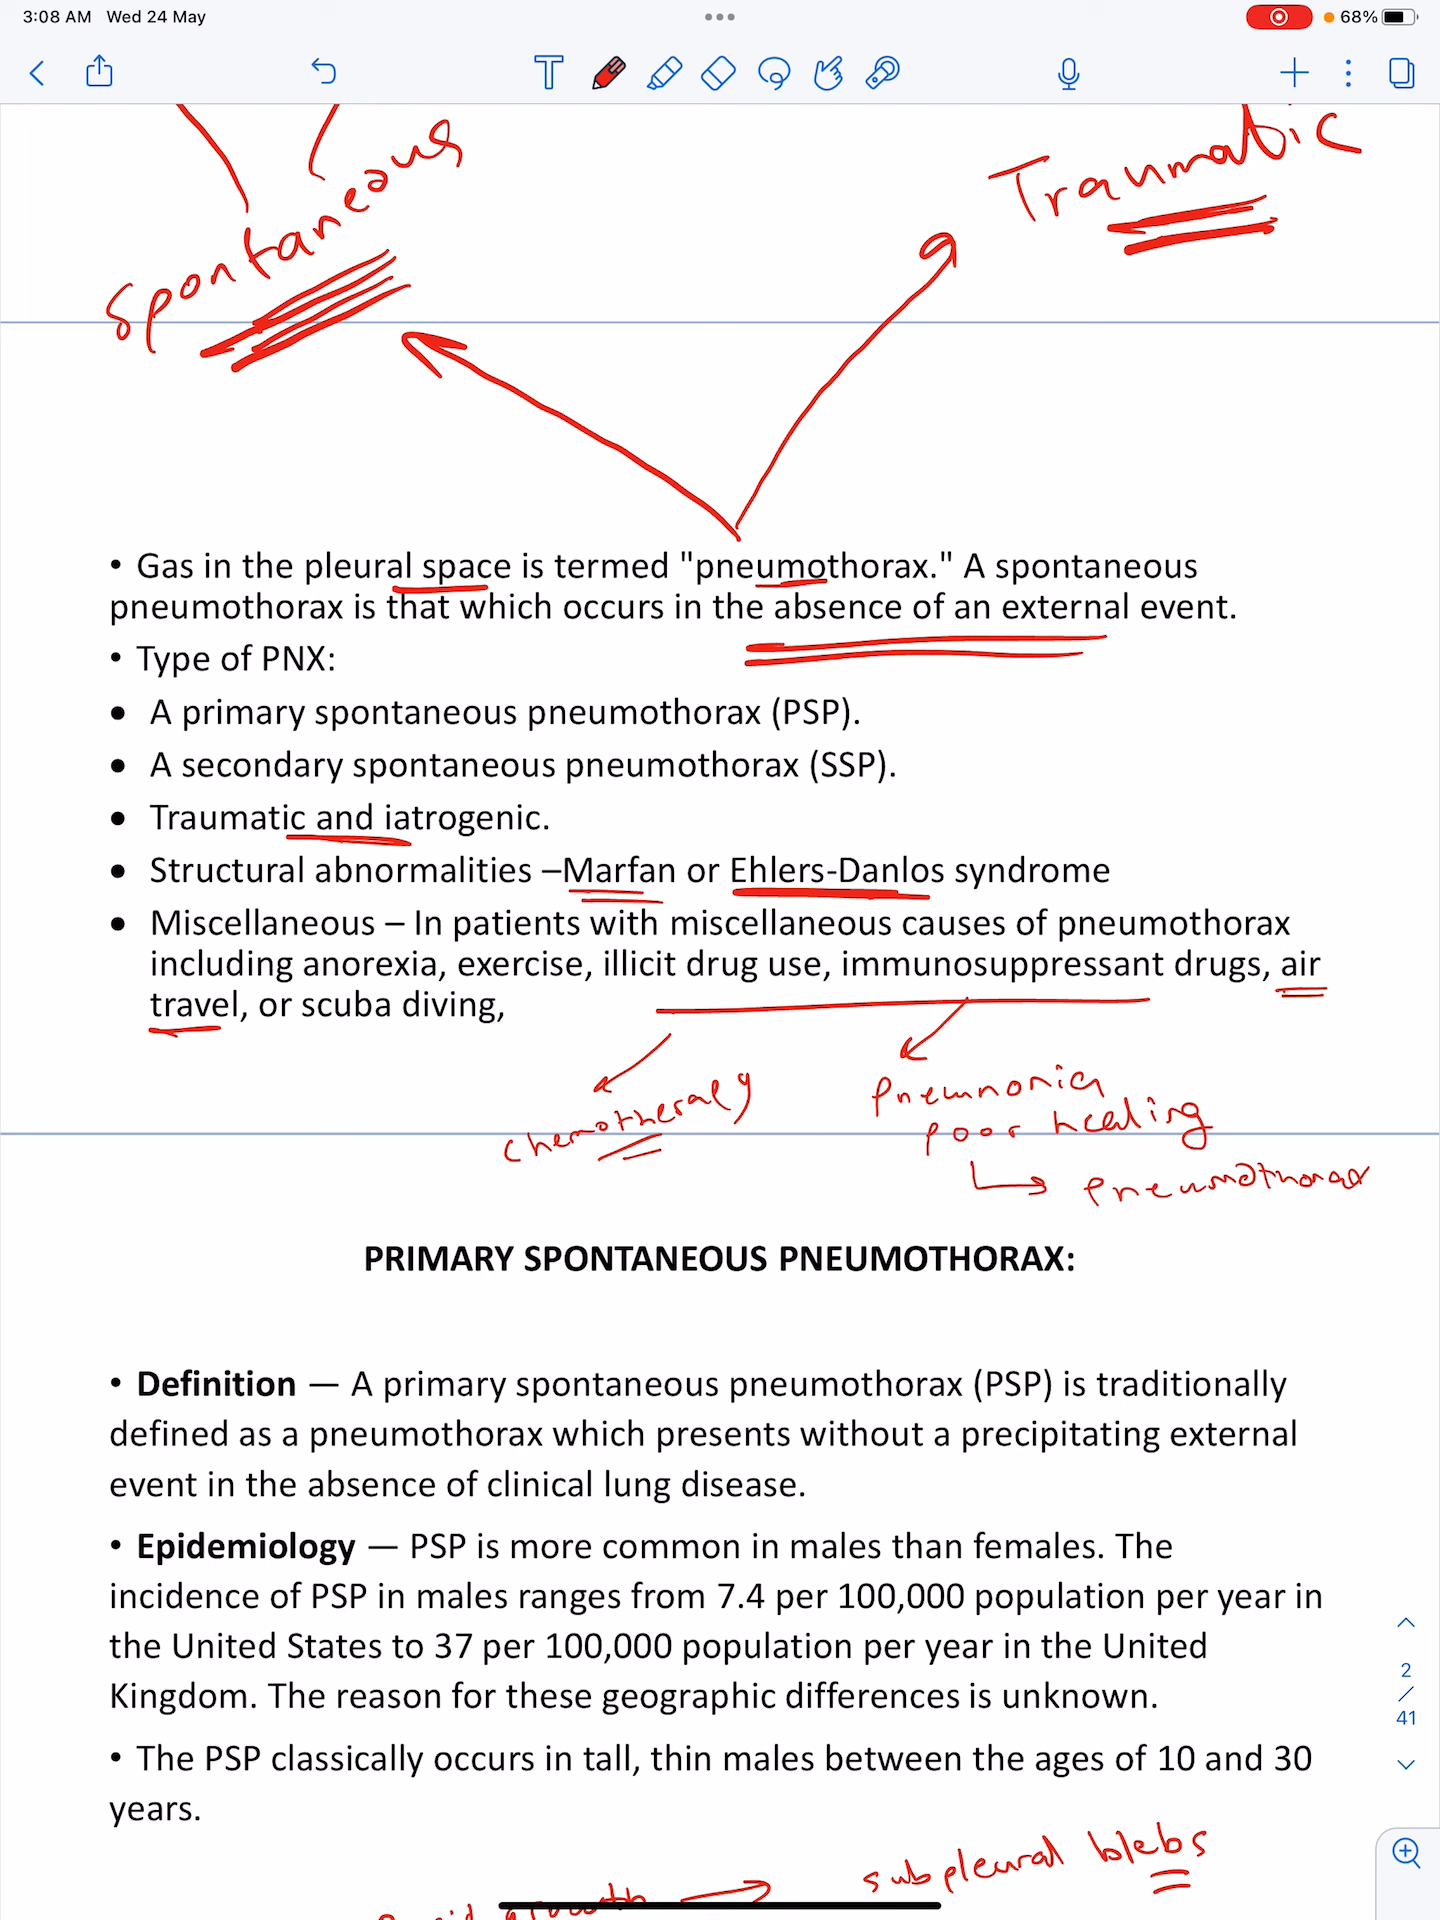 3:08 AM Wed 24 May
68%
Spontaneous
Traumatic
• Gas in the pleural space is termed "pneumothorax." A spontaneous
pneumothorax is that which occurs in the absence of an external event.
• Type of PNX:
• A primary spontaneous pneumothorax (PSP).
• A secondary spontaneous pneumothorax (SSP).
• Traumatic and iatrogenic.
• Structural abnormalities –Marfan or Ehlers-Danlos syndrome
• Miscellaneous – In patients with miscellaneous causes of pneumothorax
including anorexia, exercise, illicit drug use, immunosuppressant drugs, air
travel, or scuba diving,
chemotherapy
pneumonia
poor healing
pneumothorax
PRIMARY SPONTANEOUS PNEUMOTHORAX:
• Definition — A primary spontaneous pneumothorax (PSP) is traditionally
defined as a pneumothorax which presents without a precipitating external
event in the absence of clinical lung disease.
• Epidemiology — PSP is more common in males than females. The
incidence of PSP in males ranges from 7.4 per 100,000 population per year in
the United States to 37 per 100,000 population per year in the United
Kingdom. The reason for these geographic differences is unknown.
2
/
41
• The PSP classically occurs in tall, thin males between the ages of 10 and 30
years.
subpleural blebs
growth